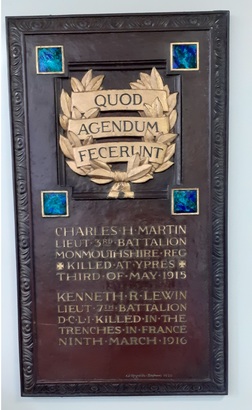 QUOD
AGENDUM
FECERUNT
CHARLES·H·MARTIN
LIEUT·3RD BATTALION
MONMOUTHSHIRE·REG
KILLED·AT·YPRES
THIRD·OF·MAY·1915
KENNETH·R·LEWIN
LIEUT·7TH BATTALION
D·C·L·I·KILLED·IN·THE
TRENCHES·IN·FRANCE
NINTH·MARCH·1916